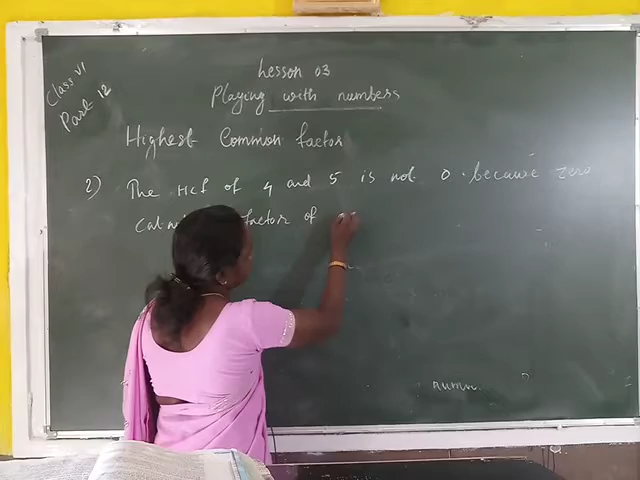 Class VI
Part 12
Lesson 03
Playing with numbers
Highest Common factor
2) The HCF of 4 and 5 is not 0. because zero
factor of